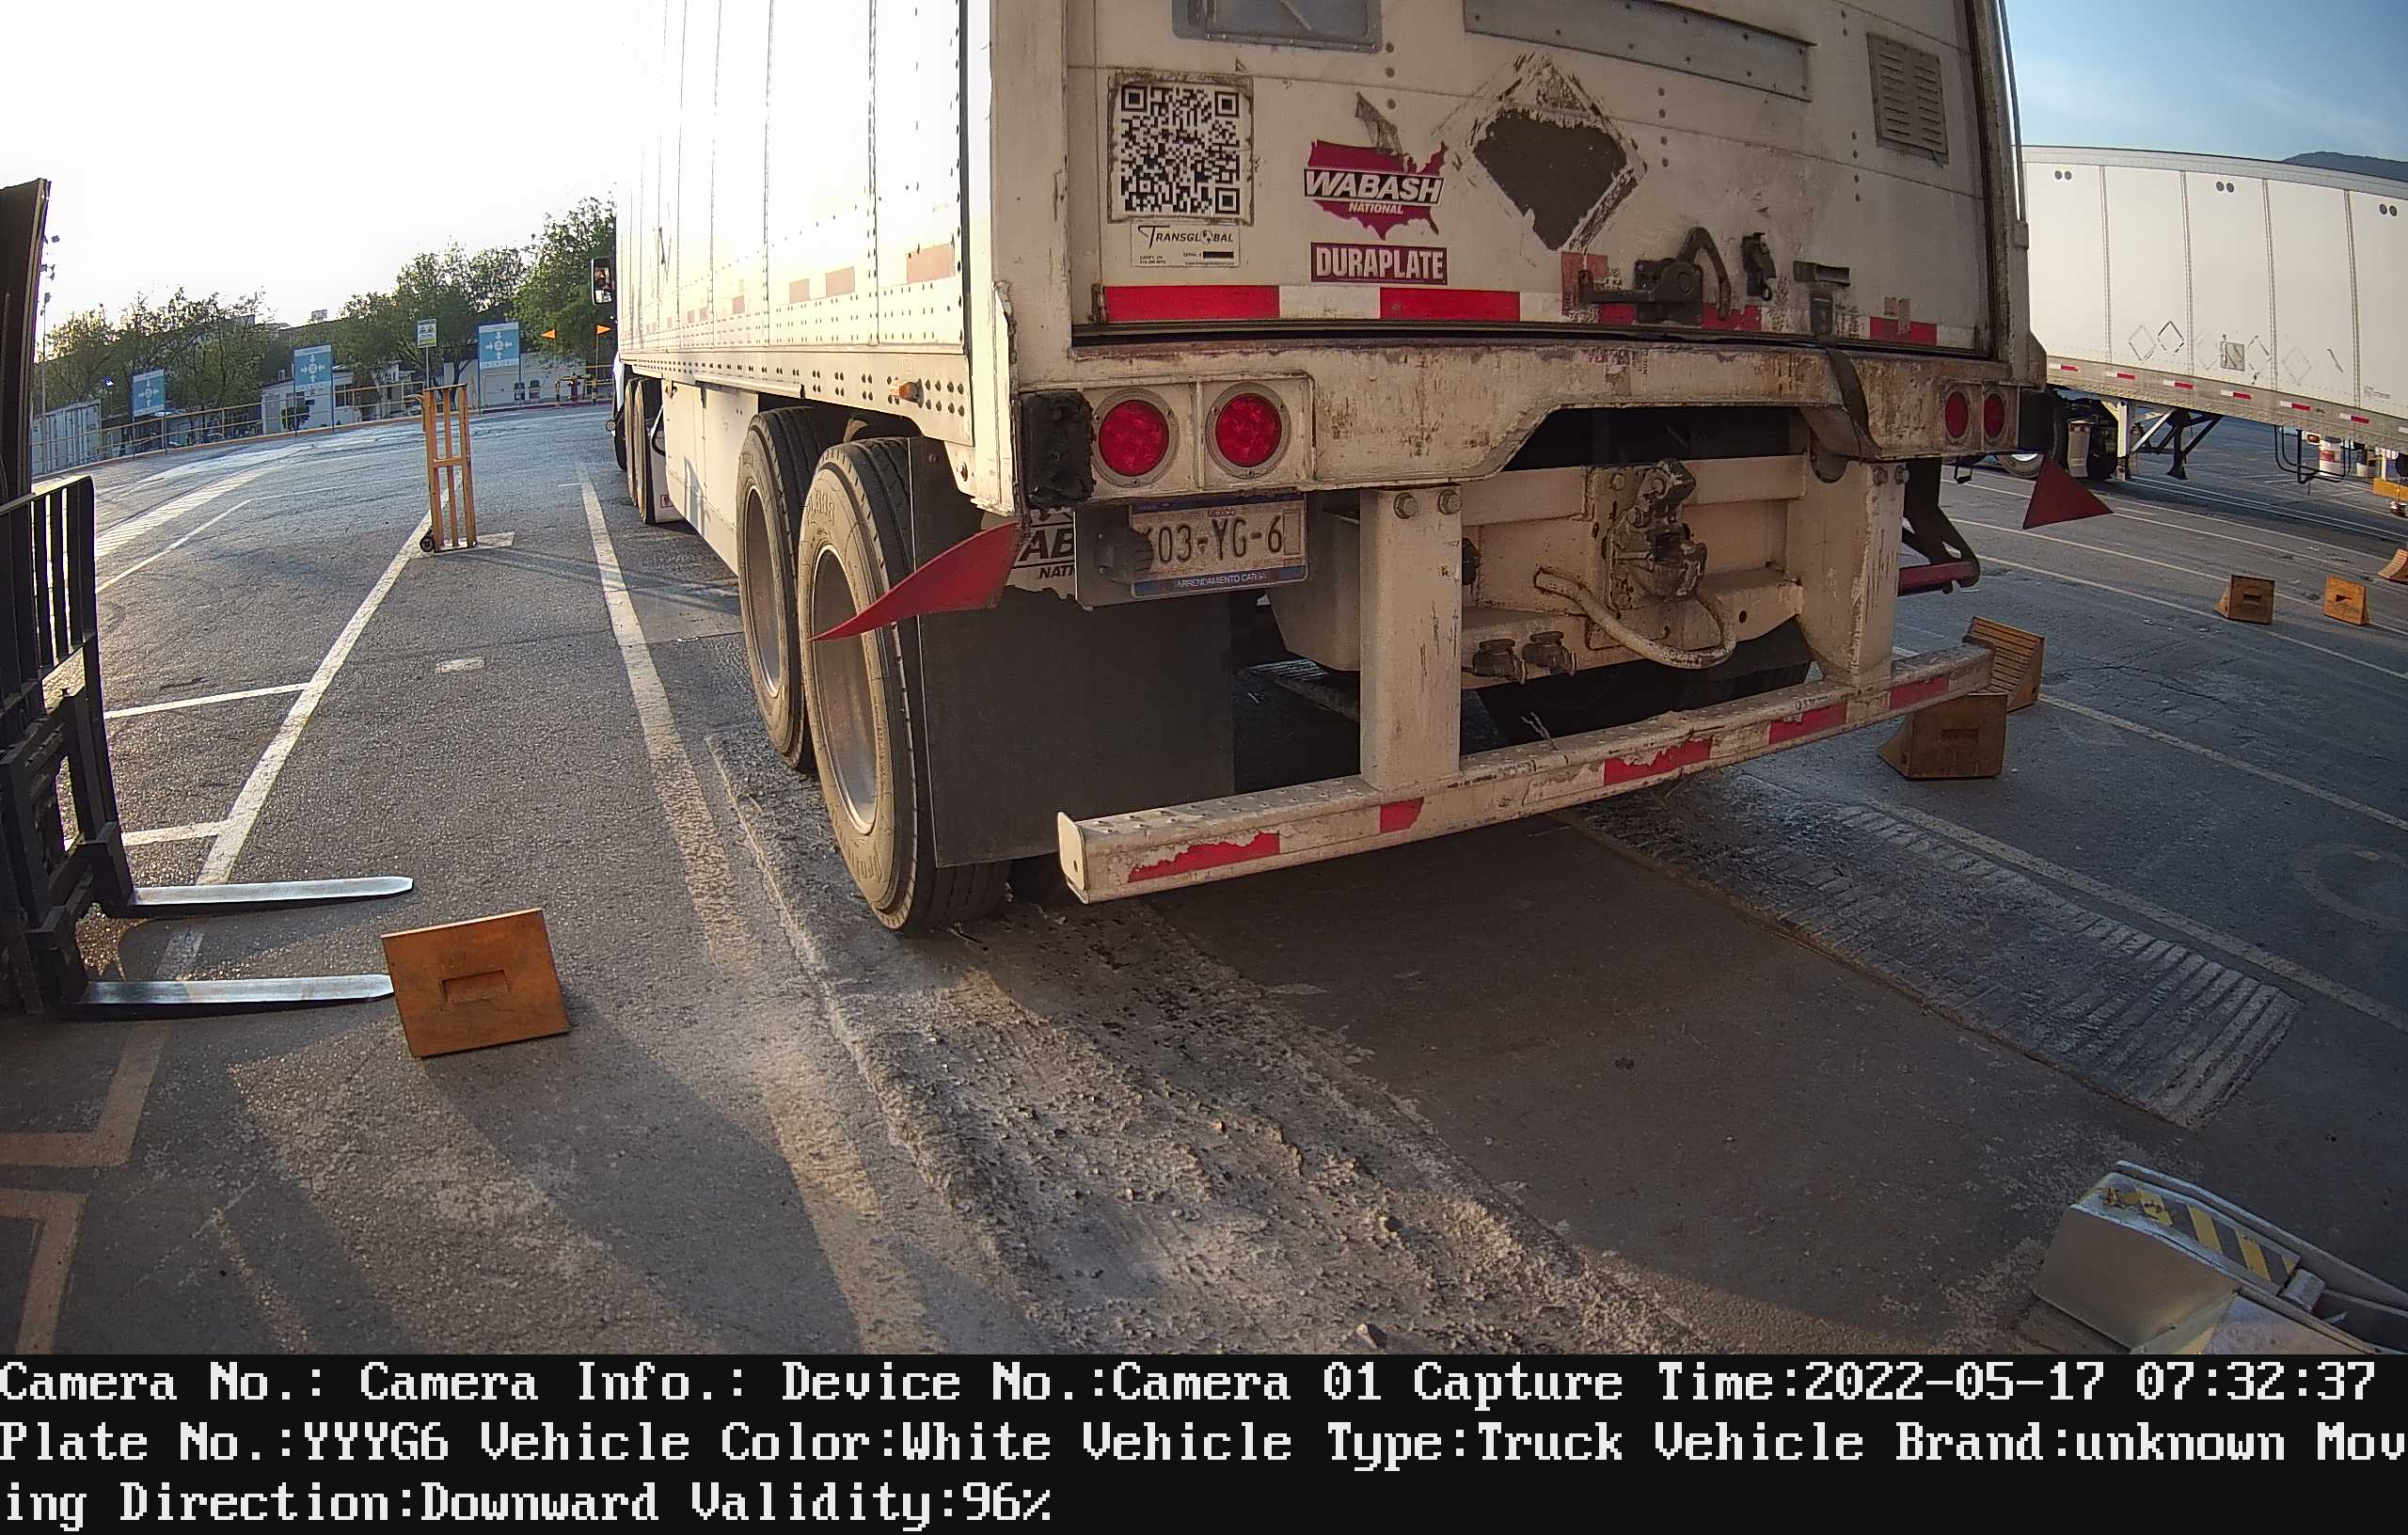 WABASH
NATIONAL
TRANSGLOBAL
DURAPLATE
MEXICO
603-YG-6
ARRENDAMIENTO CARGA
Camera No.: Camera Info.: Device No.:Camera 01 Capture Time:2022-05-17 07:32:37
Plate No.:YYYG6 Vehicle Color:White Vehicle Type:Truck Vehicle Brand:unknown Mov
ing Direction:Downward Validity:96%